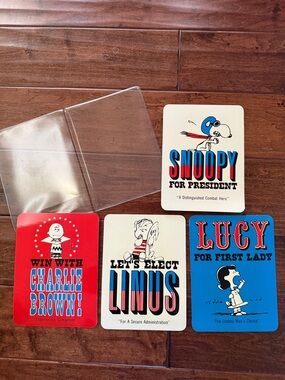 SNOOPY
FOR PRESIDENT
"A Distinguished Combat Hero"
WIN WITH
CHARLIE
BROWN!
LET'S ELECT
LINUS
"For A Secure Administration"
LUCY
FOR FIRST LADY